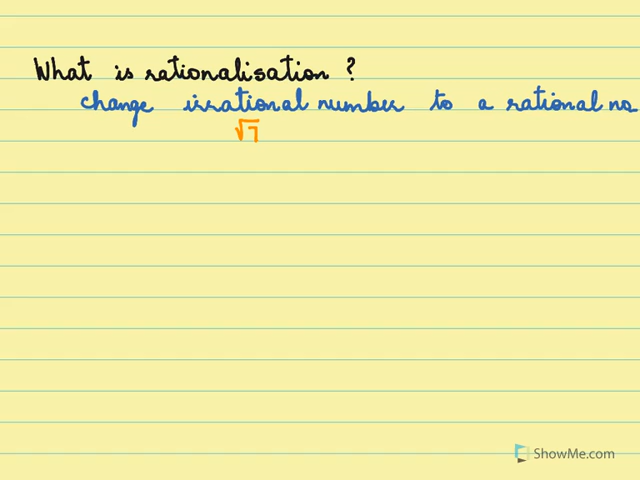 What is rationalisation ?
change irrational number to a rational no
√7
ShowMe.com